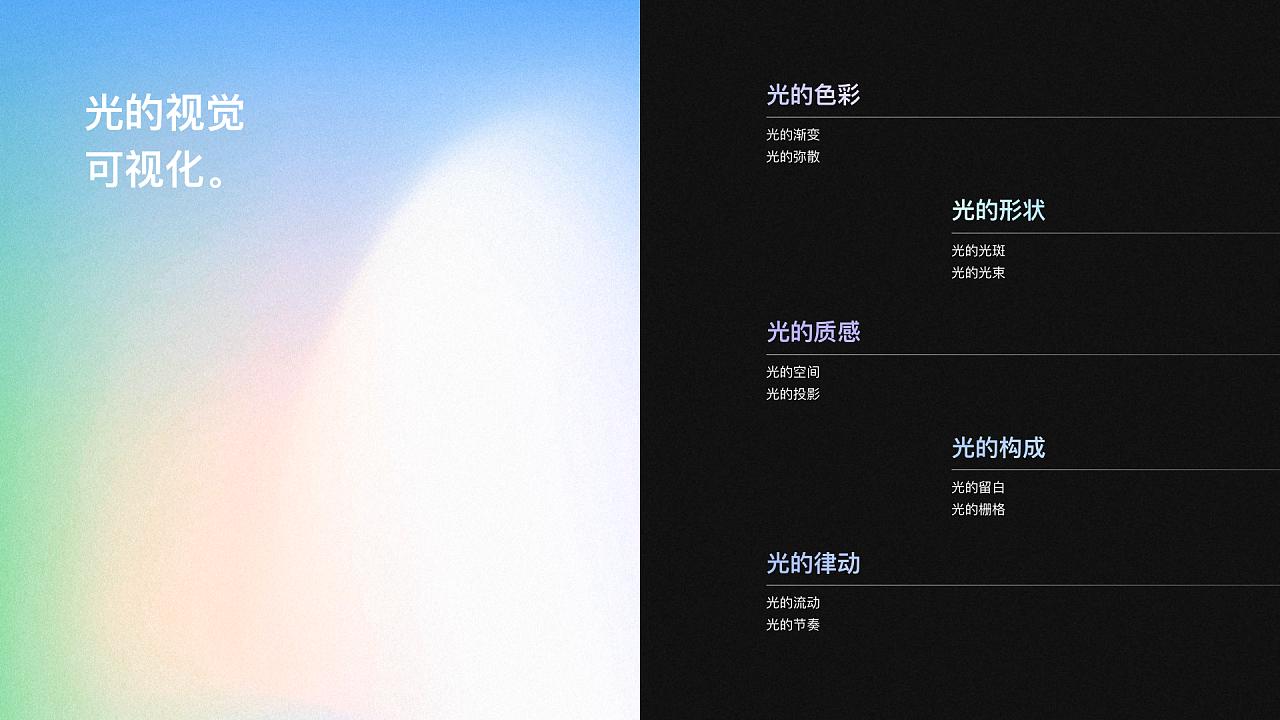 光的视觉
可视化。
光的色彩
光的渐变
光的弥散
光的形状
光的光斑
光的光束
光的质感
光的空间
光的投影
光的构成
光的留白
光的栅格
光的律动
光的流动
光的节奏